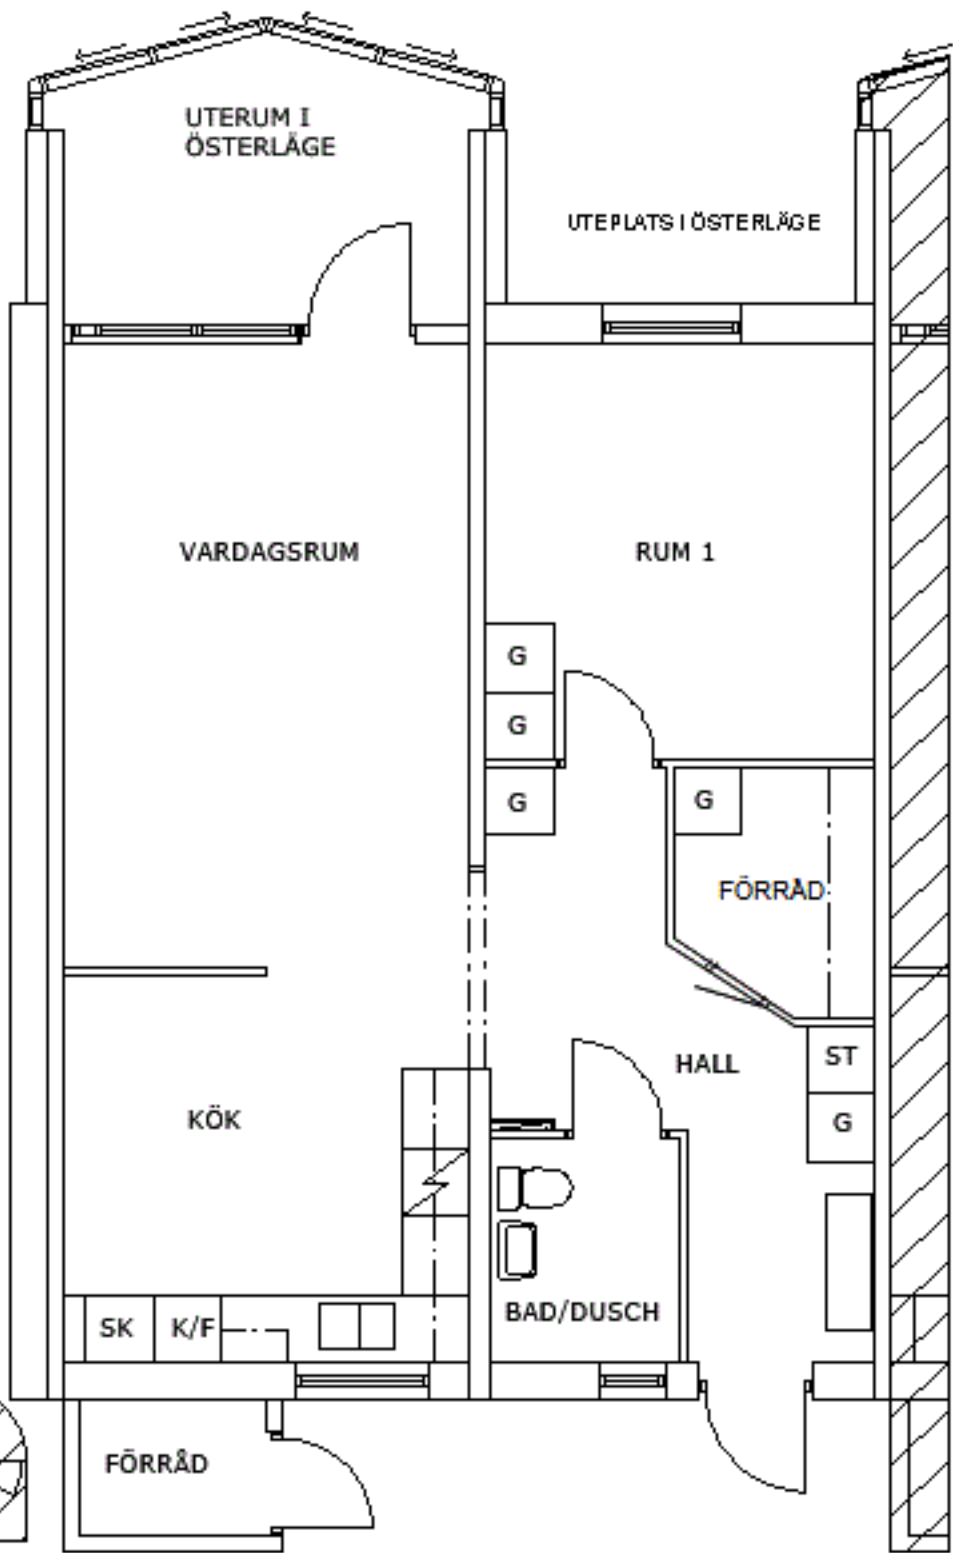 UTERUM I
ÖSTERLÄGE
UTEPLATS I ÖSTERLÄGE
VARDAGSRUM
RUM 1
G
G
G
G
FÖRRÅD
HALL
ST
KÖK
G
BAD/DUSCH
SK
K/F
FÖRRÅD